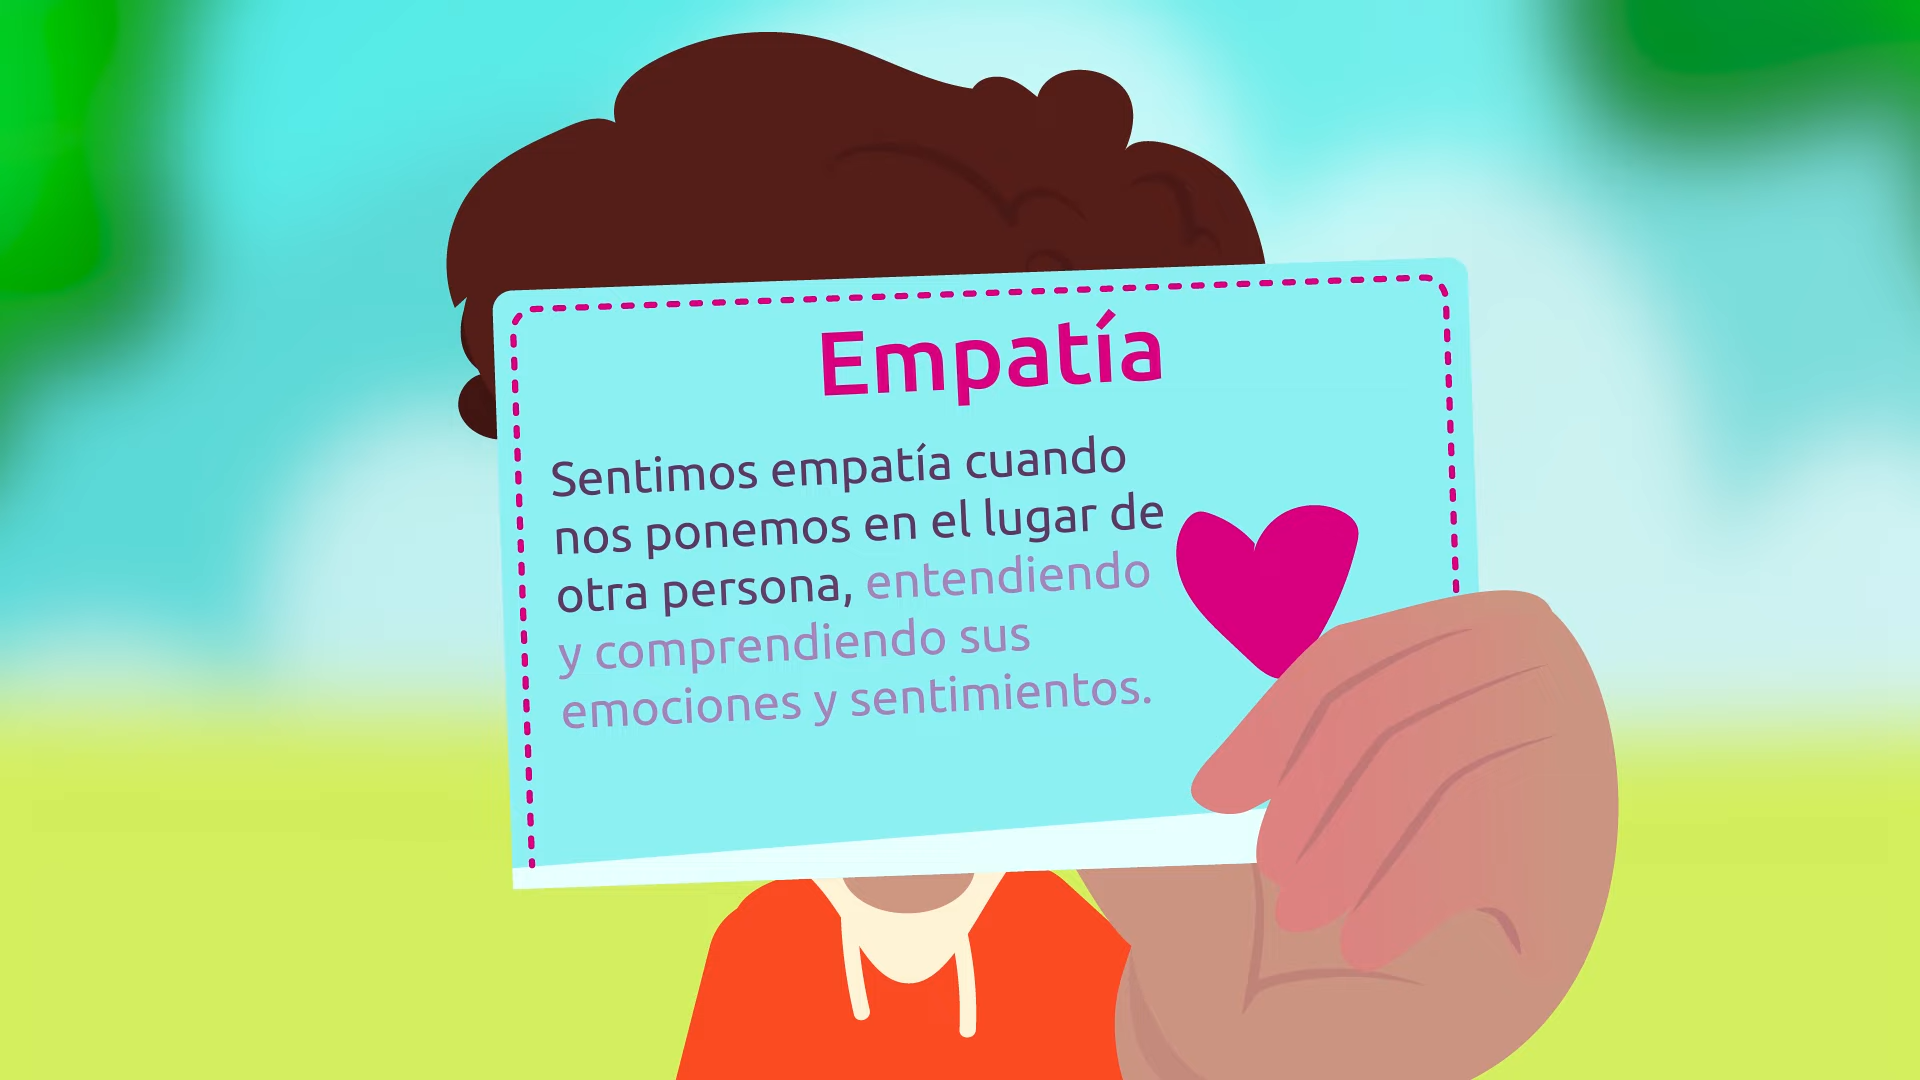 Empatía
Sentimos empatía cuando
nos ponemos en el lugar de
otra persona, entendiendo
y comprendiendo sus
emociones y sentimientos.